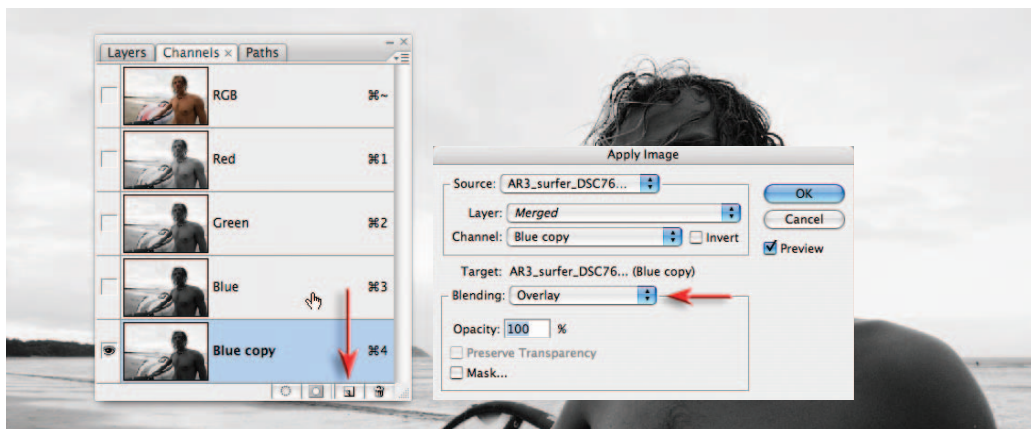 Layers Channels × Paths
RGB ⌘~
Red ⌘1
Green ⌘2
Blue ⌘3
Blue copy ⌘4
Apply Image
Source: AR3_surfer_DSC76...
Layer: Merged
Channel: Blue copy Invert
Target: AR3_surfer_DSC76... (Blue copy)
Blending: Overlay
Opacity: 100 %
Preserve Transparency
Mask...
OK
Cancel
Preview